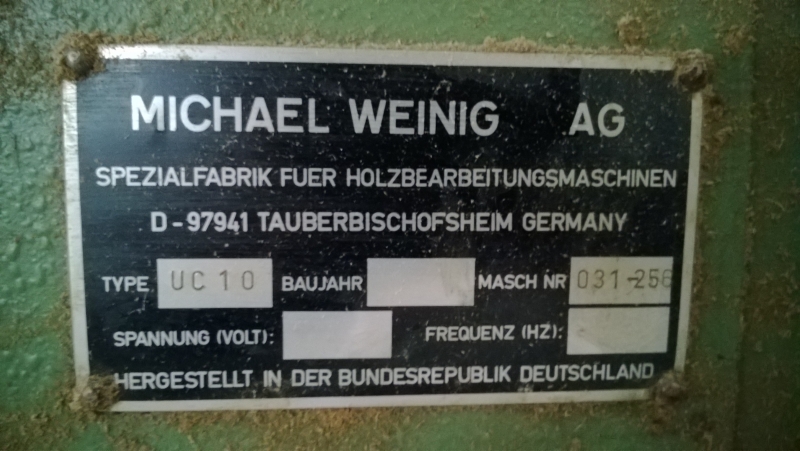 MICHAEL WEINIG AG
SPEZIALFABRIK FUER HOLZBEARBEITUNGSMASCHINEN
D-97941 TAUBERBISCHOFSHEIM GERMANY
TYPE UC 10 BAUJAHR MASCH NR 031-256
SPANNUNG (VOLT): FREQUENZ (HZ):
HERGESTELLT IN DER BUNDESREPUBLIK DEUTSCHLAND